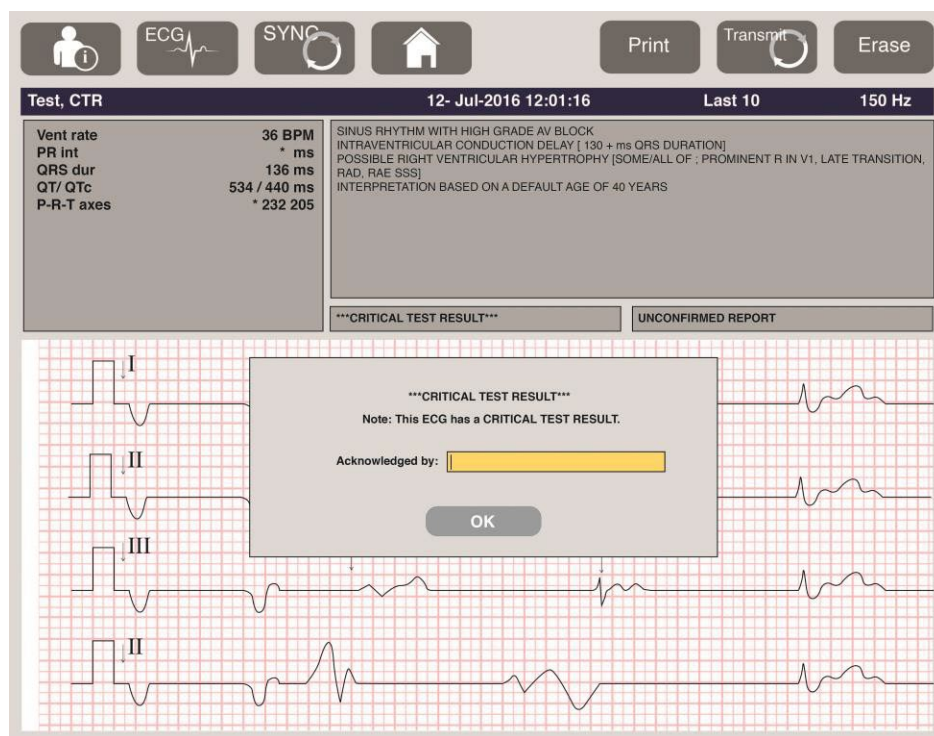 i
ECG
SYNC
Print
Transmit
Erase
Test, CTR
12- Jul-2016 12:01:16
Last 10
150 Hz
Vent rate 36 BPM
PR int * ms
QRS dur 136 ms
QT/ QTc 534 / 440 ms
P-R-T axes * 232 205
SINUS RHYTHM WITH HIGH GRADE AV BLOCK
INTRAVENTRICULAR CONDUCTION DELAY [ 130 + ms QRS DURATION]
POSSIBLE RIGHT VENTRICULAR HYPERTROPHY [SOME/ALL OF ; PROMINENT R IN V1, LATE TRANSITION,
RAD, RAE SSS]
INTERPRETATION BASED ON A DEFAULT AGE OF 40 YEARS
***CRITICAL TEST RESULT***
UNCONFIRMED REPORT
I
II
III
II
***CRITICAL TEST RESULT***
Note: This ECG has a CRITICAL TEST RESULT.
Acknowledged by:
OK